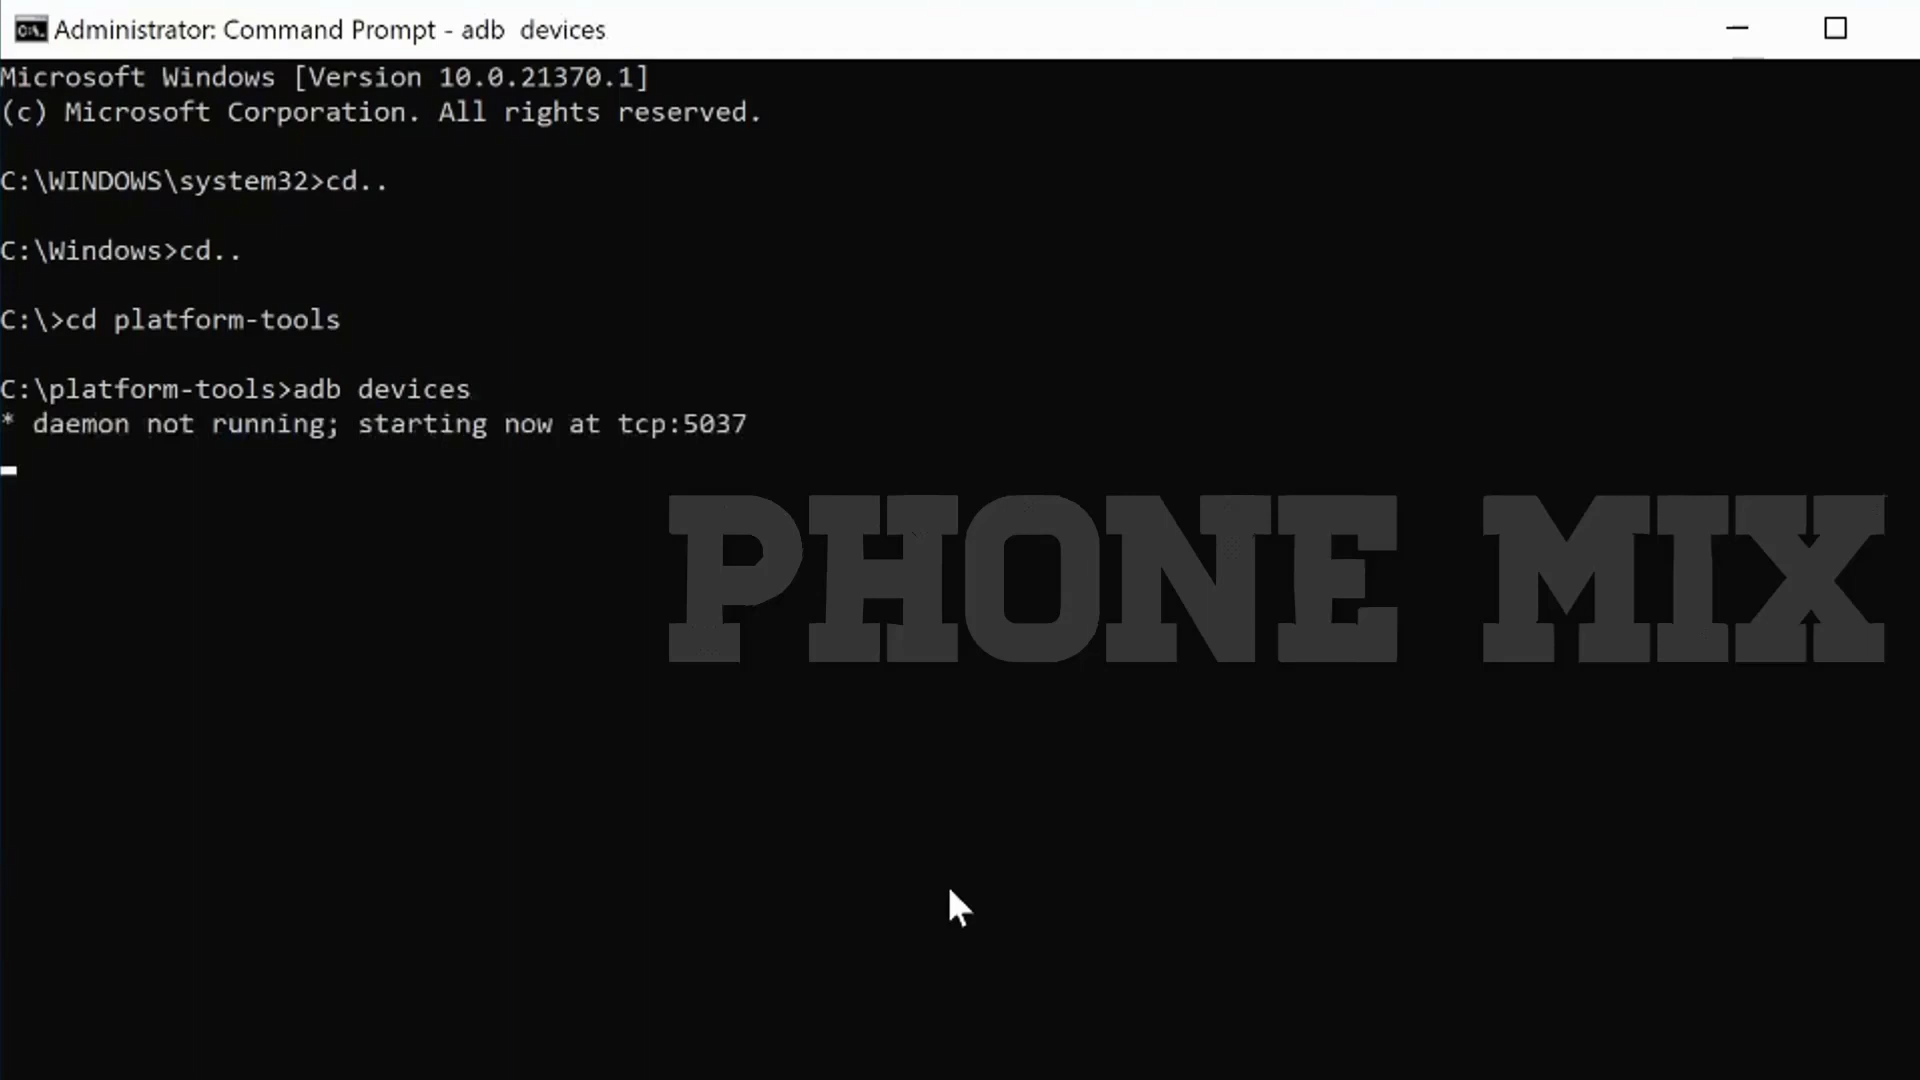 Administrator: Command Prompt - adb  devices
Microsoft Windows [Version 10.0.21370.1]
(c) Microsoft Corporation. All rights reserved.
C:\WINDOWS\system32>cd..
C:\Windows>cd..
C:\>cd platform-tools
C:\platform-tools>adb devices
* daemon not running; starting now at tcp:5037
PHONE MIX